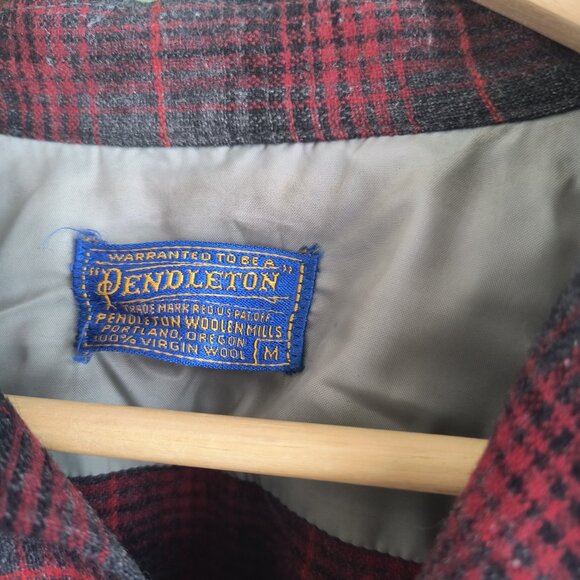 WARRANTED TO BE A
"PENDLETON"
TRADE MARK REG U.S. PAT. OFF.
PENDLETON WOOLEN MILLS
PORTLAND, OREGON
100% VIRGIN WOOL M